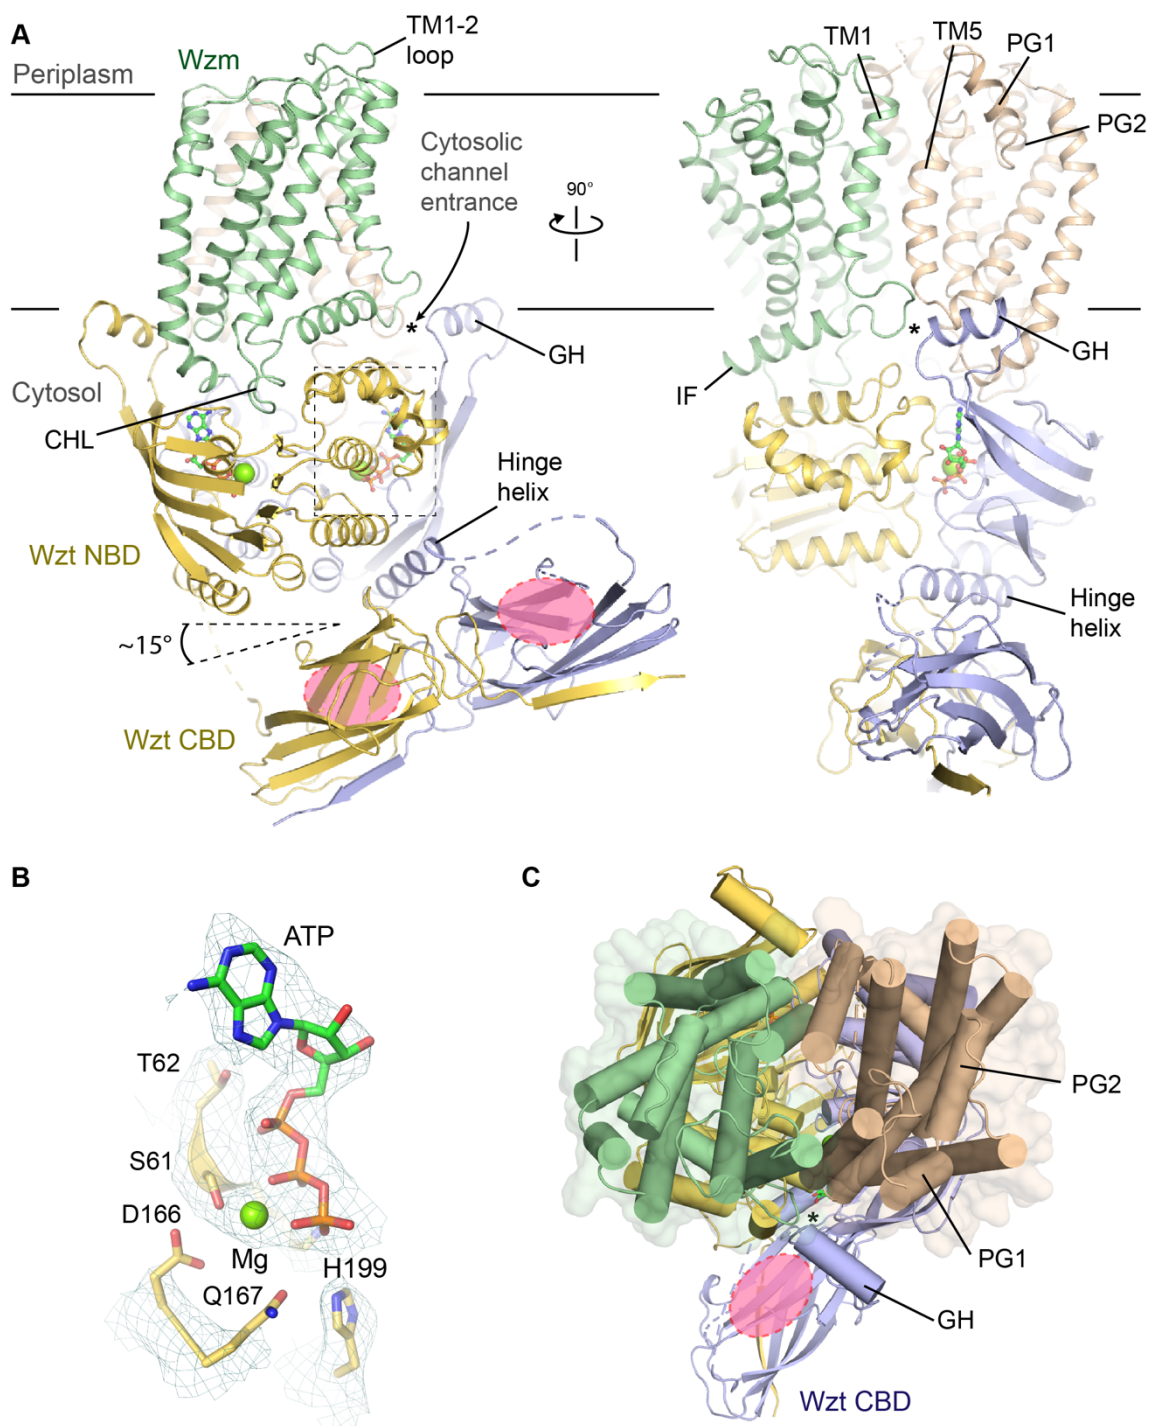 A
Periplasm
Wzm
TM1-2
loop
TM1
TM5
PG1
PG2
Cytosolic
channel
entrance
90°
*
*
GH
GH
IF
Cytosol
CHL
Hinge
helix
Wzt NBD
Hinge
helix
~15°
Wzt CBD
B
ATP
T62
S61
D166
Mg
Q167
H199
C
PG2
*
PG1
GH
Wzt CBD